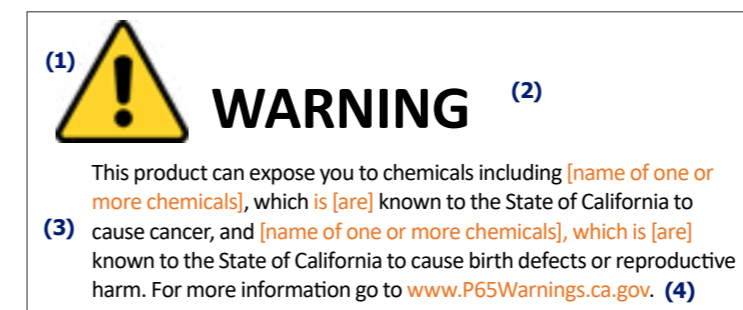 (1)
WARNING (2)
This product can expose you to chemicals including [name of one or
more chemicals], which is [are] known to the State of California to
(3) cause cancer, and [name of one or more chemicals], which is [are]
known to the State of California to cause birth defects or reproductive
harm. For more information go to www.P65Warnings.ca.gov. (4)